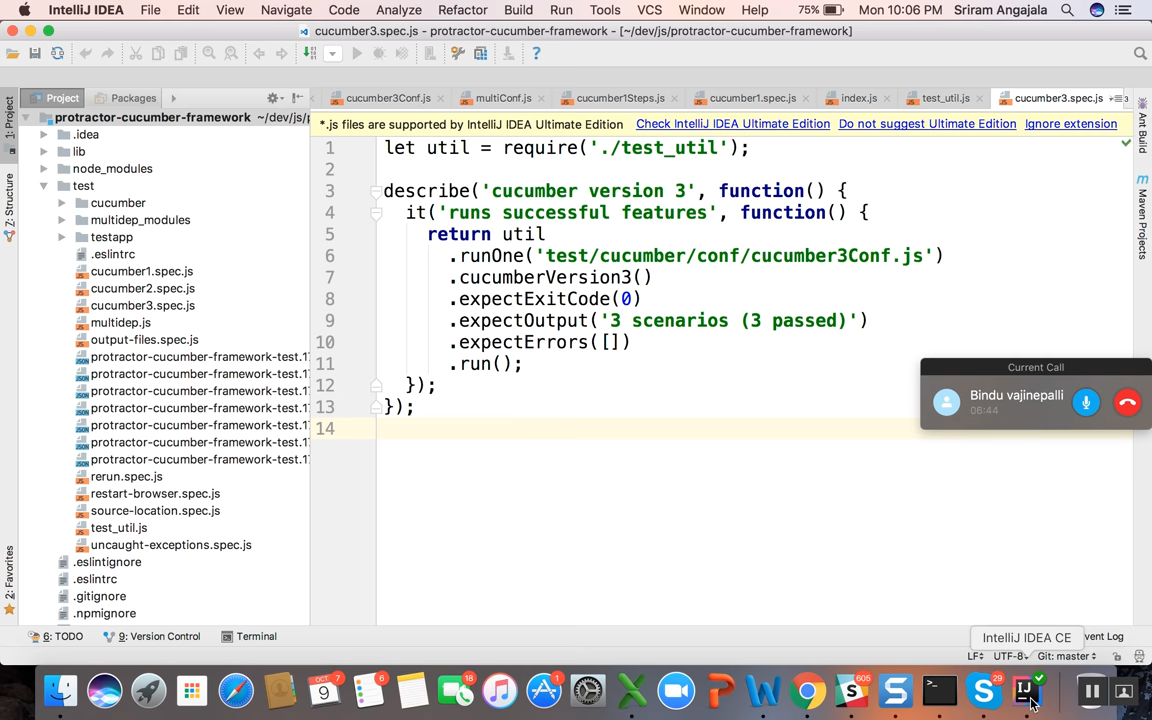 IntelliJ IDEA File Edit View Navigate Code Analyze Refactor Build Run Tools VCS Window Help 75% Mon 10:06 PM Sriram Angajala
cucumber3.spec.js - protractor-cucumber-framework - [~/dev/js/protractor-cucumber-framework]
Project Packages
cucumber3Conf.js multiConf.js cucumber1Steps.js cucumber1.spec.js index.js test_util.js cucumber3.spec.js
*.js files are supported by IntelliJ IDEA Ultimate Edition Check IntelliJ IDEA Ultimate Edition Do not suggest Ultimate Edition Ignore extension
1: Project
Z: Structure
2: Favorites
Ant Build
Maven Projects
protractor-cucumber-framework ~/dev/js/
.idea
lib
node_modules
test
cucumber
multidep_modules
testapp
.eslintrc
cucumber1.spec.js
cucumber2.spec.js
cucumber3.spec.js
multidep.js
output-files.spec.js
protractor-cucumber-framework-test.1
protractor-cucumber-framework-test.1
protractor-cucumber-framework-test.1
protractor-cucumber-framework-test.1
protractor-cucumber-framework-test.1
protractor-cucumber-framework-test.1
protractor-cucumber-framework-test.1
rerun.spec.js
restart-browser.spec.js
source-location.spec.js
test_util.js
uncaught-exceptions.spec.js
.eslintignore
.eslintrc
.gitignore
.npmignore
1 let util = require('./test_util');
2
3 describe('cucumber version 3', function() {
4 it('runs successful features', function() {
5 return util
6 .runOne('test/cucumber/conf/cucumber3Conf.js')
7 .cucumberVersion3()
8 .expectExitCode(0)
9 .expectOutput('3 scenarios (3 passed)')
10 .expectErrors([])
11 .run();
12 });
13 });
14
Current Call
Bindu vajinepalli
06:44
6: TODO 9: Version Control Terminal
IntelliJ IDEA CE
vent Log
LF UTF-8 Git: master
OCT 9 7 6 18 1 605 29